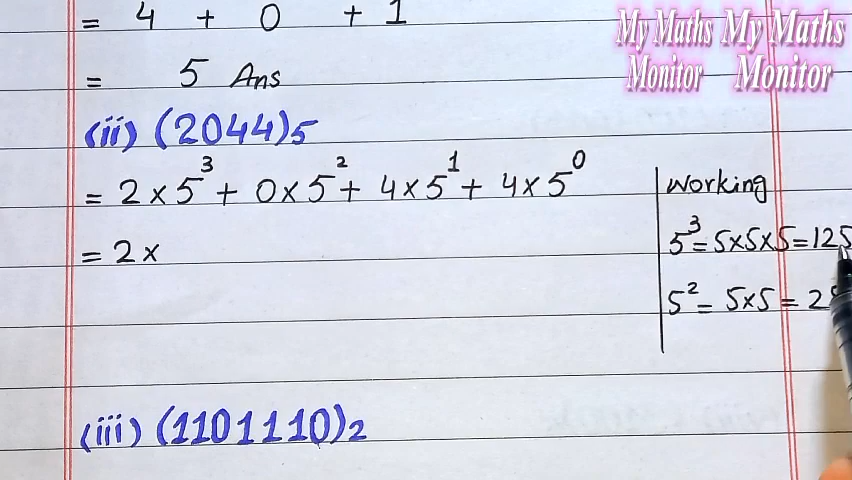 = 4 + 0 + 1
My Maths My Maths
Monitor Monitor
= 5 Ans
(ii) (2044)5
= 2 × 5³ + 0 × 5² + 4 × 5¹ + 4 × 5⁰
= 2 ×
working
5³ = 5×5×5 = 125
5² = 5×5 = 2
(iii) (1101110)2